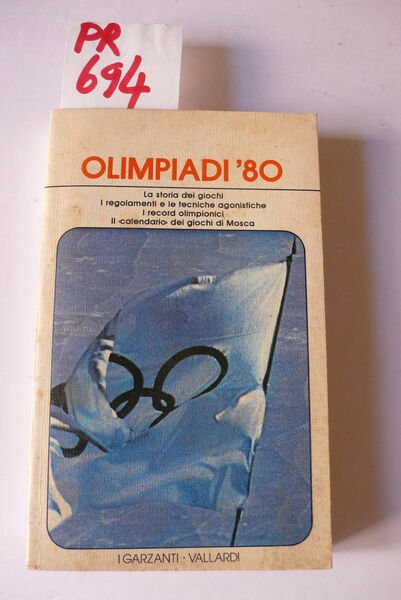 PR
694
OLIMPIADI '80
La storia dei giochi
I regolamenti e le tecniche agonistiche
I record olimpionici
Il «calendario» dei giochi di Mosca
I GARZANTI · VALLARDI